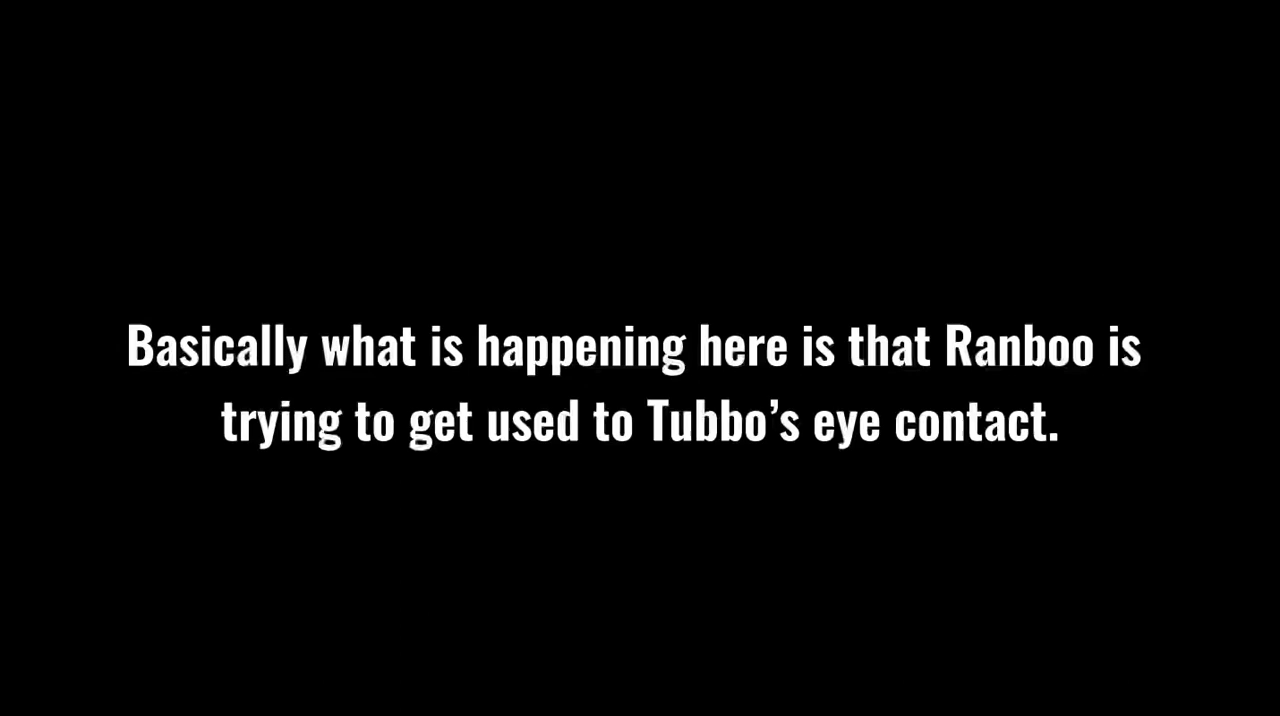 Basically what is happening here is that Ranboo is
trying to get used to Tubbo’s eye contact.